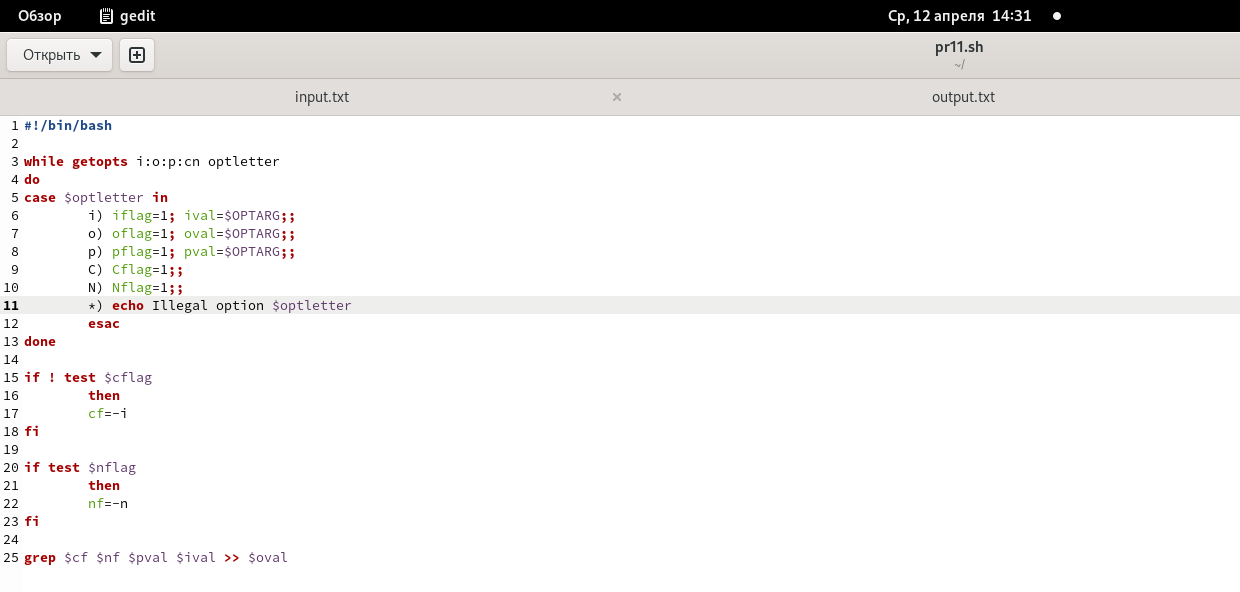 Обзор gedit Ср, 12 апреля 14:31
Открыть pr11.sh
~/
input.txt × output.txt
1 #!/bin/bash
2
3 while getopts i:o:p:cn optletter
4 do
5 case $optletter in
6 i) iflag=1; ival=$OPTARG;;
7 o) oflag=1; oval=$OPTARG;;
8 p) pflag=1; pval=$OPTARG;;
9 C) Cflag=1;;
10 N) Nflag=1;;
11 *) echo Illegal option $optletter
12 esac
13 done
14
15 if ! test $cflag
16 then
17 cf=-i
18 fi
19
20 if test $nflag
21 then
22 nf=-n
23 fi
24
25 grep $cf $nf $pval $ival >> $oval